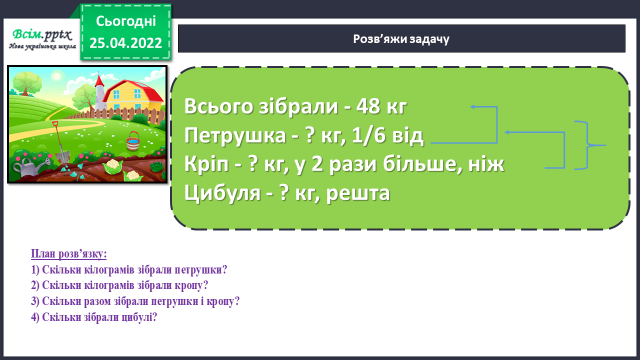 Всім.pptx
Нова українська школа
Сьогодні
25.04.2022
Розв’яжи задачу
Всього зібрали - 48 кг
Петрушка - ? кг, 1/6 від
Кріп - ? кг, у 2 рази більше, ніж
Цибуля - ? кг, решта
План розв’язку:
1) Скільки кілограмів зібрали петрушки?
2) Скільки кілограмів зібрали кропу?
3) Скільки разом зібрали петрушки і кропу?
4) Скільки зібрали цибулі?